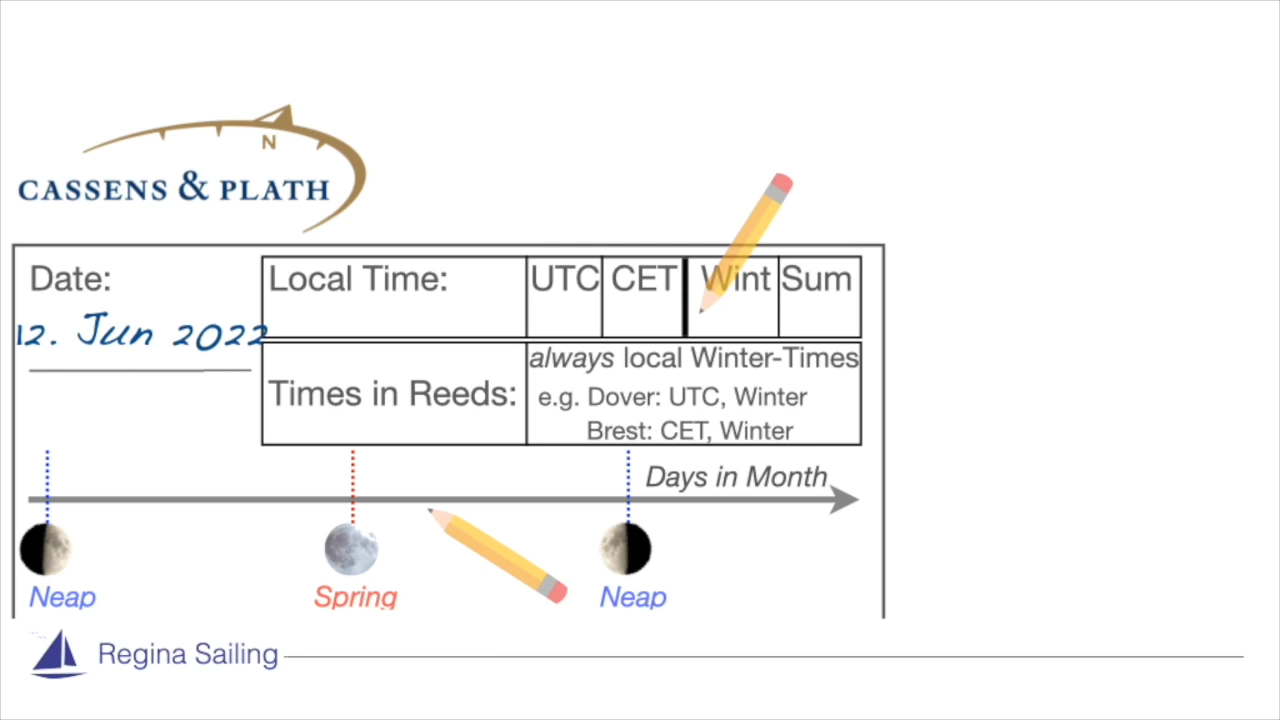 N
CASSENS & PLATH
Date:
12. Jun 2022
Local Time:
UTC
CET
Wint
Sum
Times in Reeds:
always local Winter-Times
e.g. Dover: UTC, Winter
Brest: CET, Winter
Days in Month
Neap
Spring
Neap
Regina Sailing